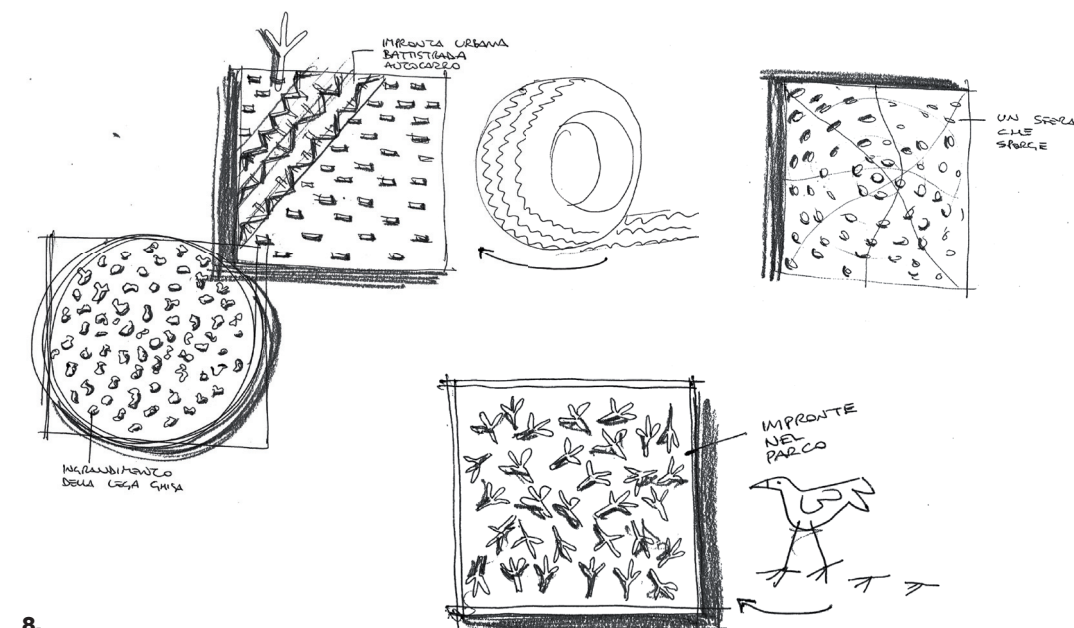 IMPRONTA URBANA
BATTISTRADA
AUTOCARRO
UN SFERA
CHE
SPORGE
IMPRONTE
NEL
PARCO
INGRANDIMENTO
DELLA LEGA GHISA
8.